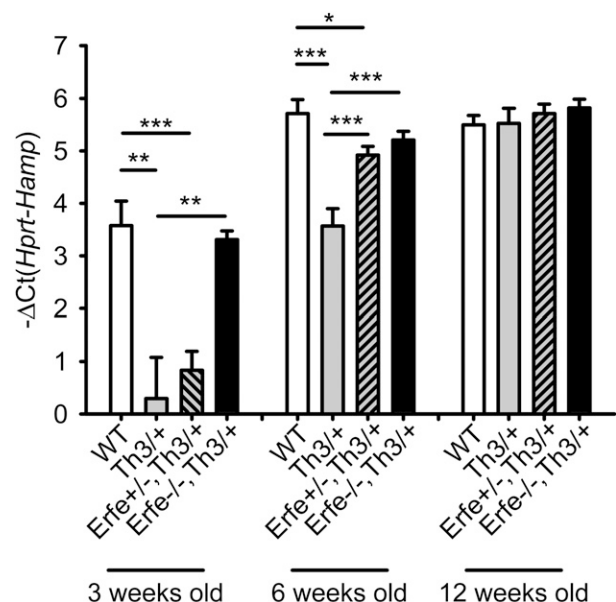 *
7
***
6
***
***
***
5
**
4
**
3
2
1
0
-ΔCt(Hprt-Hamp)
WT
Th3/+
Erfe+/-, Th3/+
Erfe-/-, Th3/+
WT
Th3/+
Erfe+/-, Th3/+
Erfe-/-, Th3/+
WT
Th3/+
Erfe+/-, Th3/+
Erfe-/-, Th3/+
3 weeks old
6 weeks old
12 weeks old